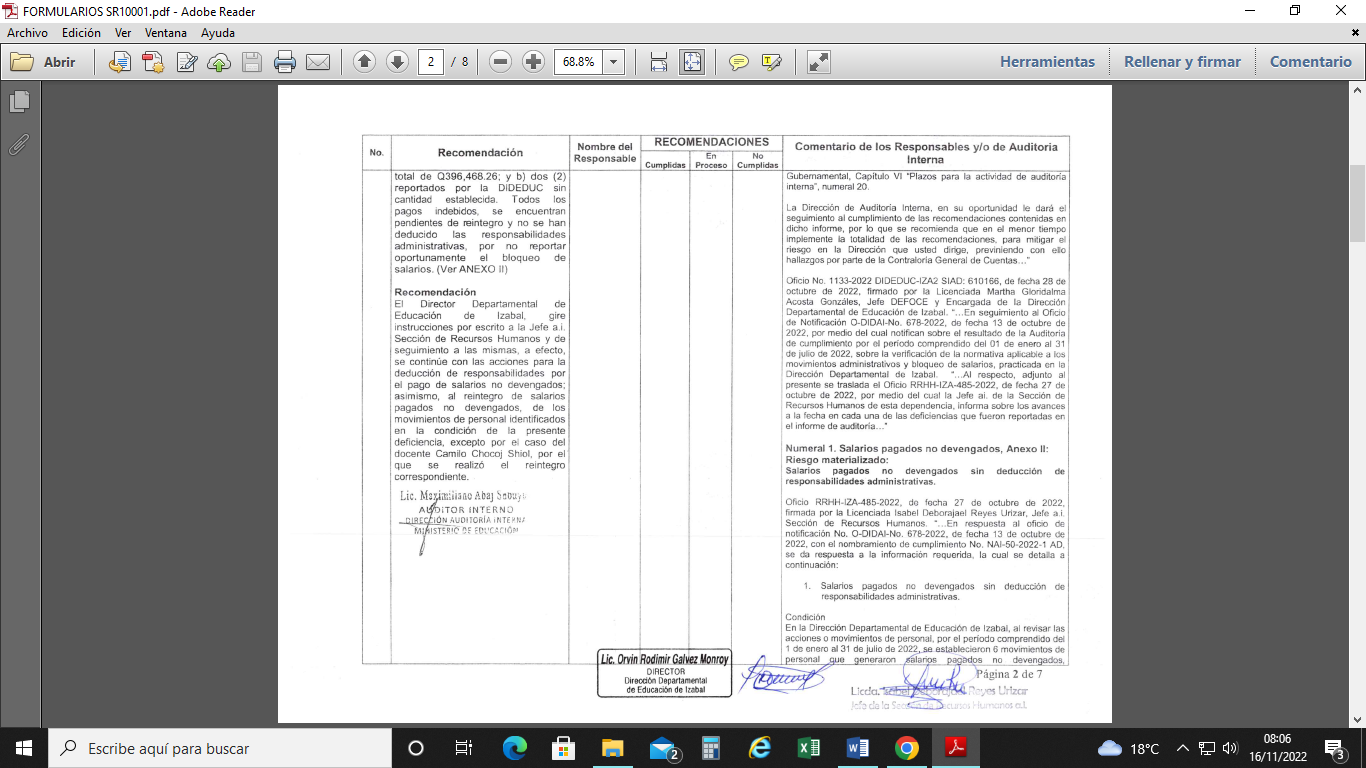 FORMULARIOS SR10001.pdf - Adobe Reader
Archivo Edición Ver Ventana Ayuda
Abrir
2 / 8
68.8%
Herramientas Rellenar y firmar Comentario
No.
Recomendación
Nombre del
Responsable
RECOMENDACIONES
Cumplidas
En
Proceso
No
Cumplidas
Comentario de los Responsables y/o de Auditoria
Interna
total de Q396,468.26; y b) dos (2)
reportados por la DIDEDUC sin
cantidad establecida. Todos los
pagos indebidos, se encuentran
pendientes de reintegro y no se han
deducido las responsabilidades
administrativas, por no reportar
oportunamente el bloqueo de
salarios. (Ver ANEXO II)
Recomendación
El Director Departamental de
Educación de Izabal, gire
instrucciones por escrito a la Jefe a.i.
Sección de Recursos Humanos y de
seguimiento a las mismas, a efecto,
se continúe con las acciones para la
deducción de responsabilidades por
el pago de salarios no devengados;
asimismo, al reintegro de salarios
pagados no devengados, de los
movimientos de personal identificados
en la condición de la presente
deficiencia, excepto por el caso del
docente Camilo Chocoj Shiol, por el
que se realizó el reintegro
correspondiente.
Lic. Maximiliano Abaj
AUDITOR INTERNO
DIRECCIÓN AUDITORÍA INTERNA
MINISTERIO DE EDUCACIÓN
Gubernamental, Capítulo VI "Plazos para la actividad de auditoría
interna", numeral 20.
La Dirección de Auditoría Interna, en su oportunidad le dará el
seguimiento al cumplimiento de las recomendaciones contenidas en
dicho informe, por lo que se recomienda que en el menor tiempo
implemente la totalidad de las recomendaciones, para mitigar el
riesgo en la Dirección que usted dirige, previniendo con ello
hallazgos por parte de la Contraloría General de Cuentas..."
Oficio No. 1133-2022 DIDEDUC-IZA2 SIAD: 610166, de fecha 28 de
octubre de 2022, firmado por la Licenciada Martha Gloridalma
Acosta Gonzáles, Jefe DEFOCE y Encargada de la Dirección
Departamental de Educación de Izabal. "...En seguimiento al Oficio
de Notificación O-DIDAI-No. 678-2022, de fecha 13 de octubre de
2022, por medio del cual notifican sobre el resultado de la Auditoria
de cumplimiento por el período comprendido del 01 de enero al 31
de julio de 2022, sobre la verificación de la normativa aplicable a los
movimientos administrativos y bloqueo de salarios, practicada en la
Dirección Departamental de Izabal. "...Al respecto, adjunto al
presente se traslada el Oficio RRHH-IZA-485-2022, de fecha 27 de
octubre de 2022, por medio del cual la Jefe ai. de la Sección de
Recursos Humanos de esta dependencia, informa sobre los avances
a la fecha en cada una de las deficiencias que fueron reportadas en
el informe de auditoría..."
Numeral 1. Salarios pagados no devengados, Anexo II:
Riesgo materializado:
Salarios pagados no devengados sin deducción de
responsabilidades administrativas.
Oficio RRHH-IZA-485-2022, de fecha 27 de octubre de 2022,
firmada por la Licenciada Isabel Deborajael Reyes Urizar, Jefe a.i.
Sección de Recursos Humanos. "...En respuesta al oficio de
notificación No. O-DIDAI-No. 678-2022, de fecha 13 de octubre de
2022, con el nombramiento de cumplimiento No. NAI-50-2022-1 AD,
se da respuesta a la información requerida, la cual se detalla a
continuación:
1. Salarios pagados no devengados sin deducción de
responsabilidades administrativas.
Condición
En la Dirección Departamental de Educación de Izabal, al revisar las
acciones o movimientos de personal, por el período comprendido del
1 de enero al 31 de julio de 2022, se establecieron 6 movimientos de
personal que generaron salarios pagados no devengados,
Lic. Orvin Rodimir Galvez Monroy
DIRECTOR
Dirección Departamental
de Educación de Izabal
Página 2 de 7
Licda. Isabel Deborajael Reyes Urizar
Jefe de la Sección de Recursos Humanos a.i.
Escribe aquí para buscar
2
18°C
08:06
16/11/2022
3